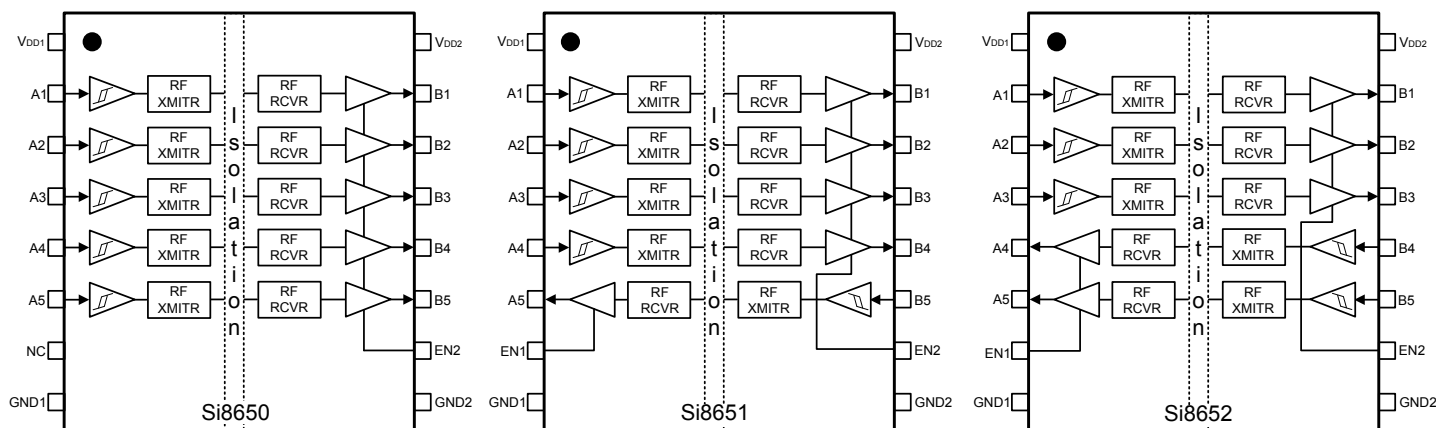 VDD1 VDD2
A1 RF XMITR RF RCVR B1
A2 RF XMITR RF RCVR B2
A3 RF XMITR RF RCVR B3
A4 RF XMITR RF RCVR B4
A5 RF XMITR RF RCVR B5
Isolation
NC EN2
GND1 GND2
Si8650
VDD1 VDD2
A1 RF XMITR RF RCVR B1
A2 RF XMITR RF RCVR B2
A3 RF XMITR RF RCVR B3
A4 RF XMITR RF RCVR B4
A5 RF RCVR RF XMITR B5
Isolation
EN1 EN2
GND1 GND2
Si8651
VDD1 VDD2
A1 RF XMITR RF RCVR B1
A2 RF XMITR RF RCVR B2
A3 RF XMITR RF RCVR B3
A4 RF RCVR RF XMITR B4
A5 RF RCVR RF XMITR B5
Isolation
EN1 EN2
GND1 GND2
Si8652